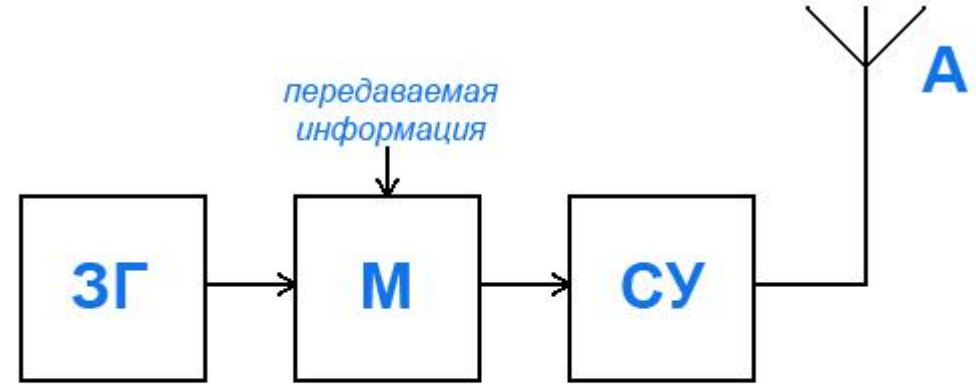 А
передаваемая
информация
ЗГ
М
СУ